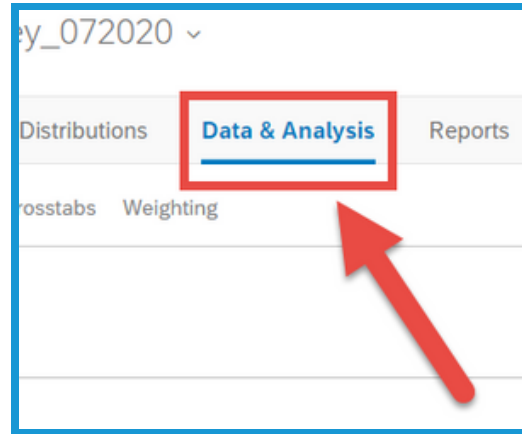 ey_072020
Distributions Data & Analysis Reports
rosstabs Weighting